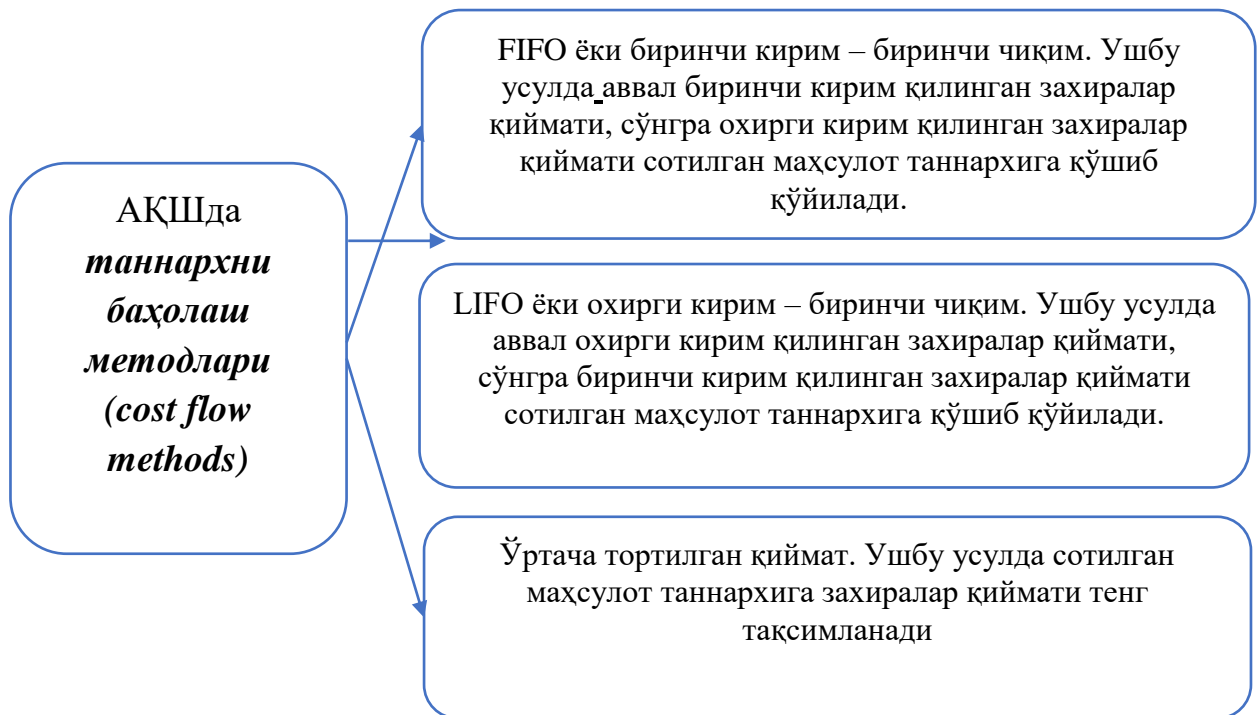 АҚШда
таннархни
баҳолаш
методлари
(cost flow
methods)
FIFO ёки биринчи кирим – биринчи чиқим. Ушбу
усулда аввал биринчи кирим қилинган захиралар
қиймати, сўнгра охирги кирим қилинган захиралар
қиймати сотилган маҳсулот таннархига қўшиб
қўйилади.
LIFO ёки охирги кирим – биринчи чиқим. Ушбу усулда
аввал охирги кирим қилинган захиралар қиймати,
сўнгра биринчи кирим қилинган захиралар қиймати
сотилган маҳсулот таннархига қўшиб қўйилади.
Ўртача тортилган қиймат. Ушбу усулда сотилган
маҳсулот таннархига захиралар қиймати тенг
тақсимланади